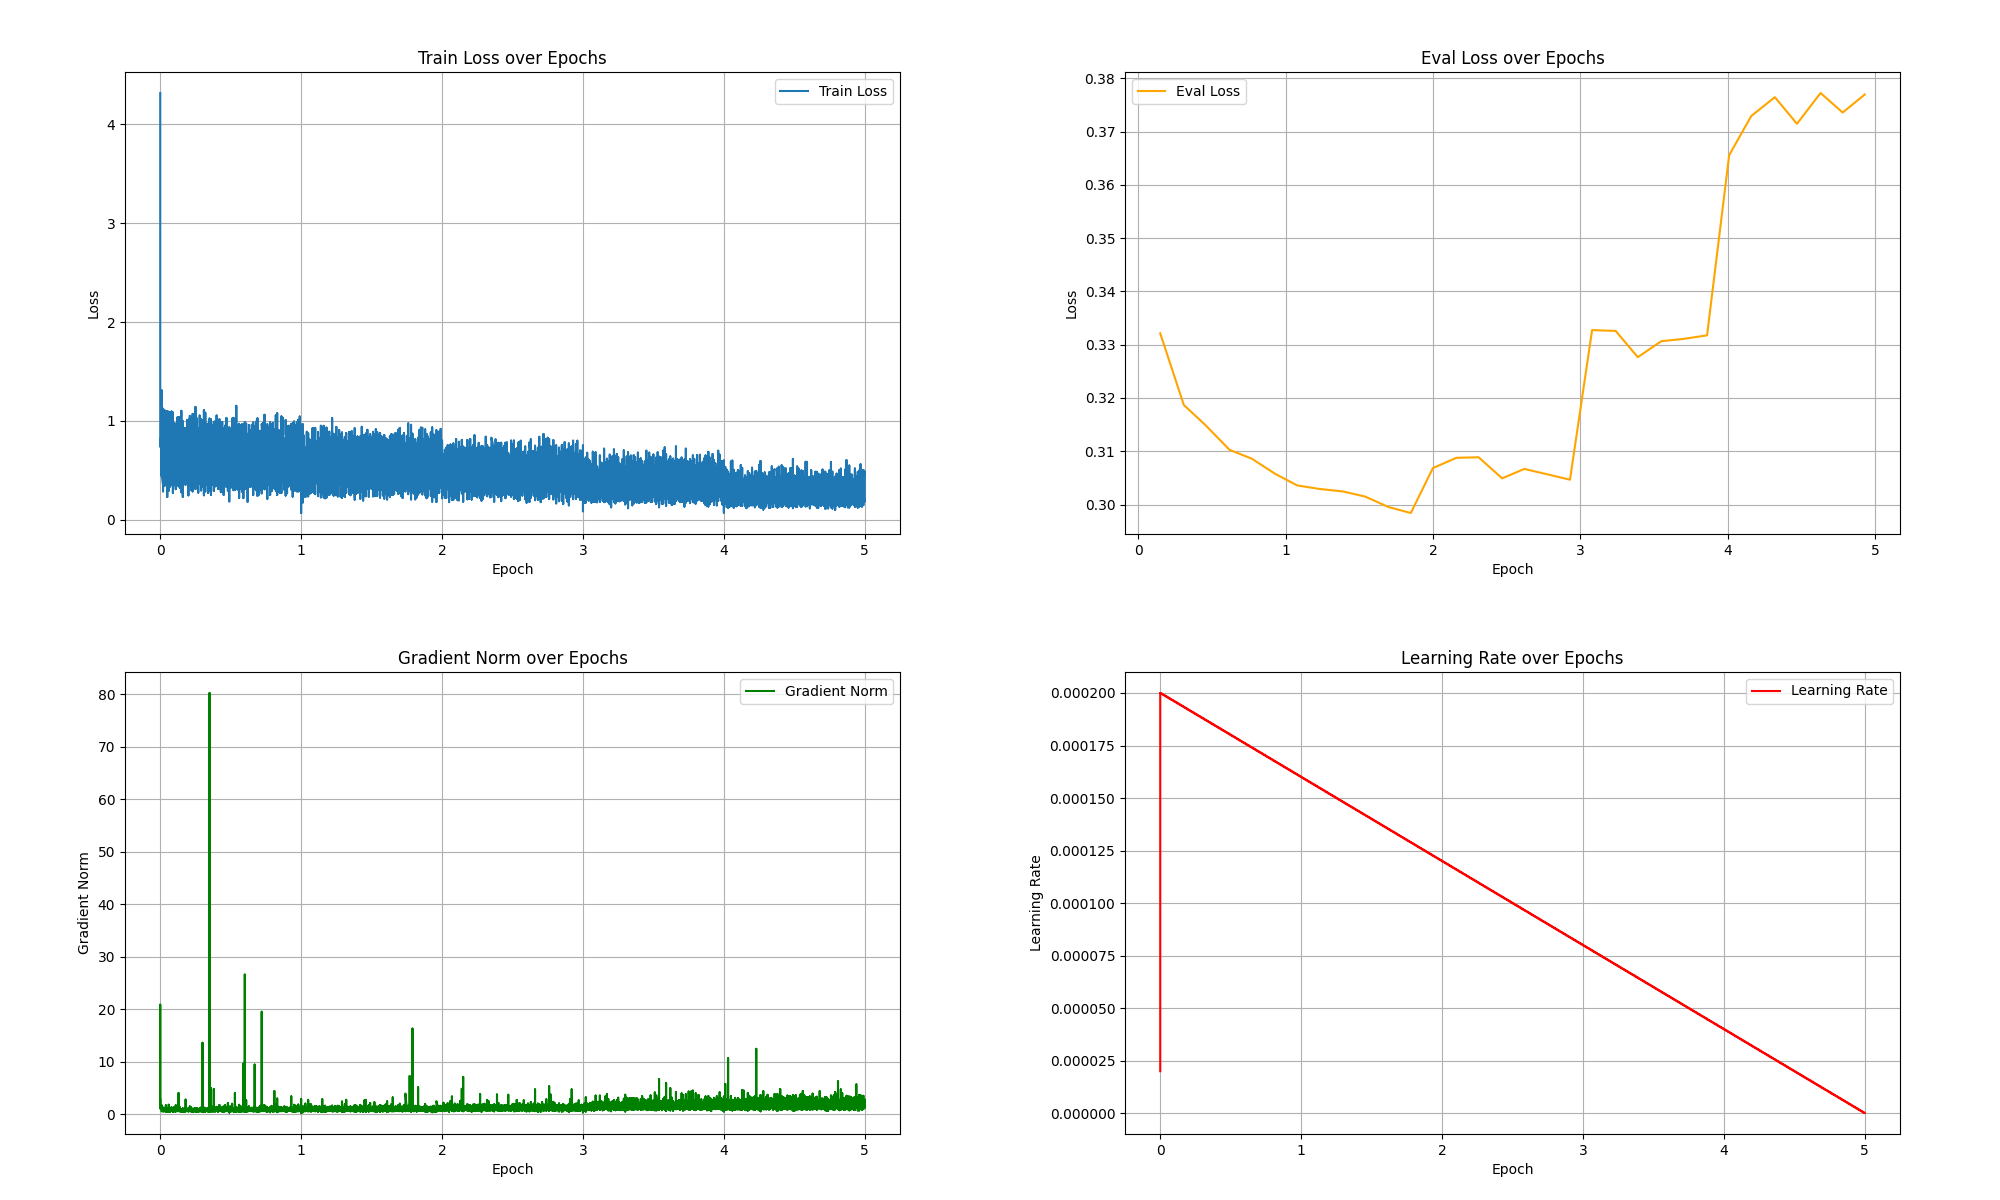 Train Loss over Epochs
Train Loss
4
3
2
1
0
Loss
0 1 2 3 4 5
Epoch
Eval Loss over Epochs
Eval Loss
0.38
0.37
0.36
0.35
0.34
0.33
0.32
0.31
0.30
Loss
0 1 2 3 4 5
Epoch
Gradient Norm over Epochs
Gradient Norm
80
70
60
50
40
30
20
10
0
Gradient Norm
0 1 2 3 4 5
Epoch
Learning Rate over Epochs
Learning Rate
0.000200
0.000175
0.000150
0.000125
0.000100
0.000075
0.000050
0.000025
0.000000
Learning Rate
0 1 2 3 4 5
Epoch